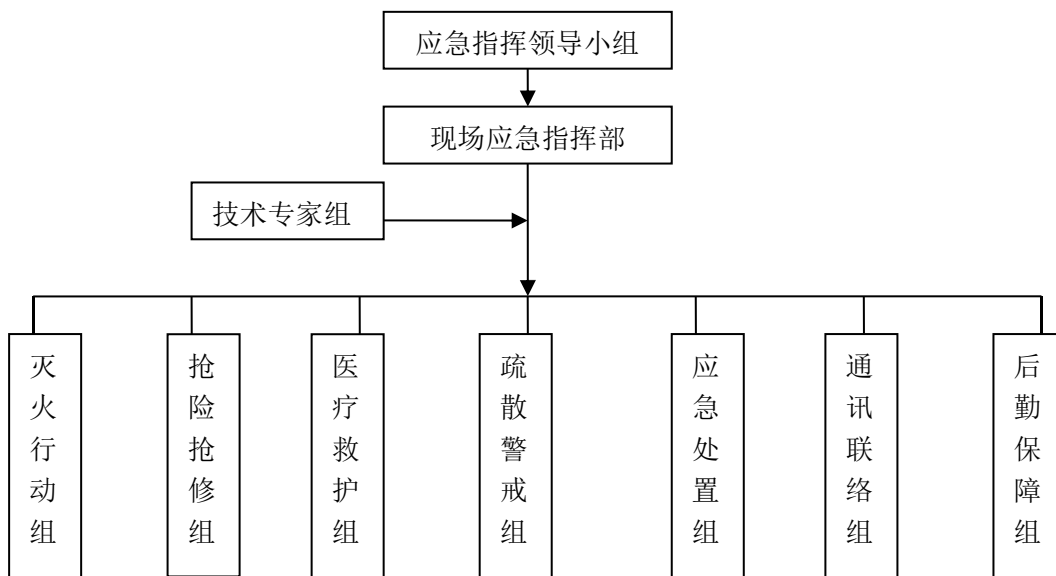 应急指挥领导小组
现场应急指挥部
技术专家组
灭火行动组
抢险抢修组
医疗救护组
疏散警戒组
应急处置组
通讯联络组
后勤保障组